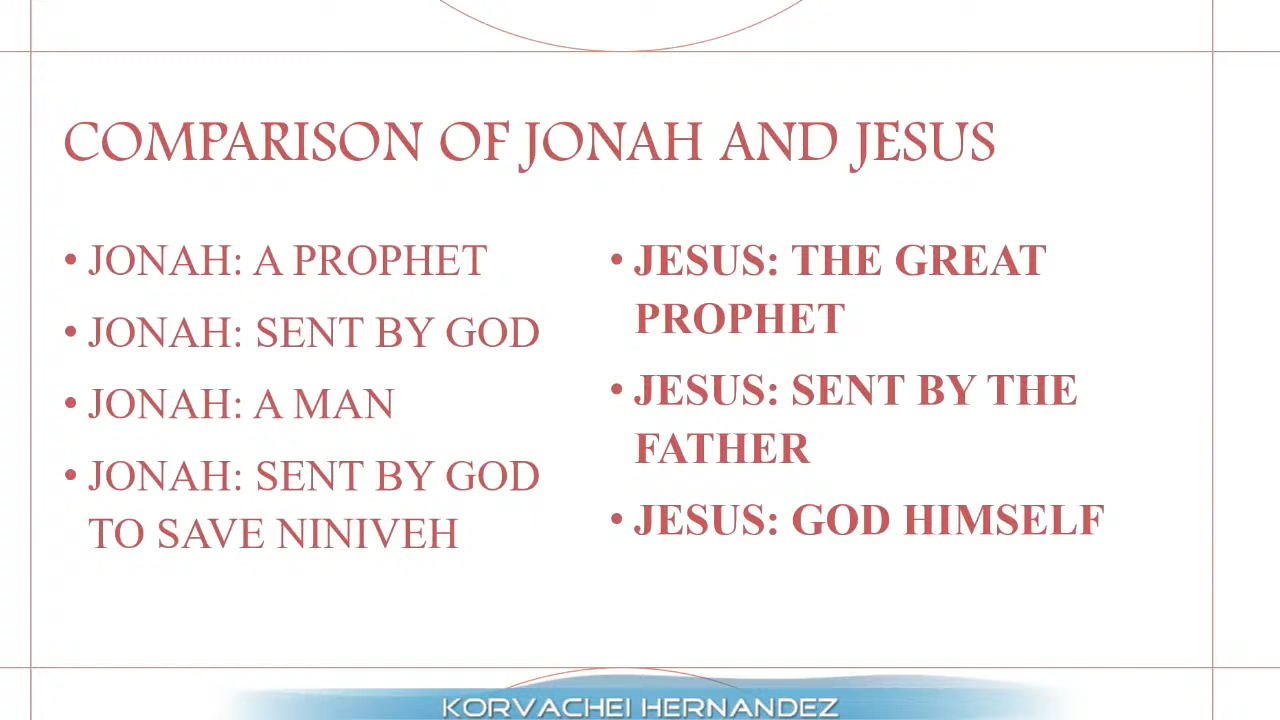 COMPARISON OF JONAH AND JESUS
• JONAH: A PROPHET
• JONAH: SENT BY GOD
• JONAH: A MAN
• JONAH: SENT BY GOD
TO SAVE NINIVEH
• JESUS: THE GREAT
PROPHET
• JESUS: SENT BY THE
FATHER
• JESUS: GOD HIMSELF
KORVACHEI HERNANDEZ